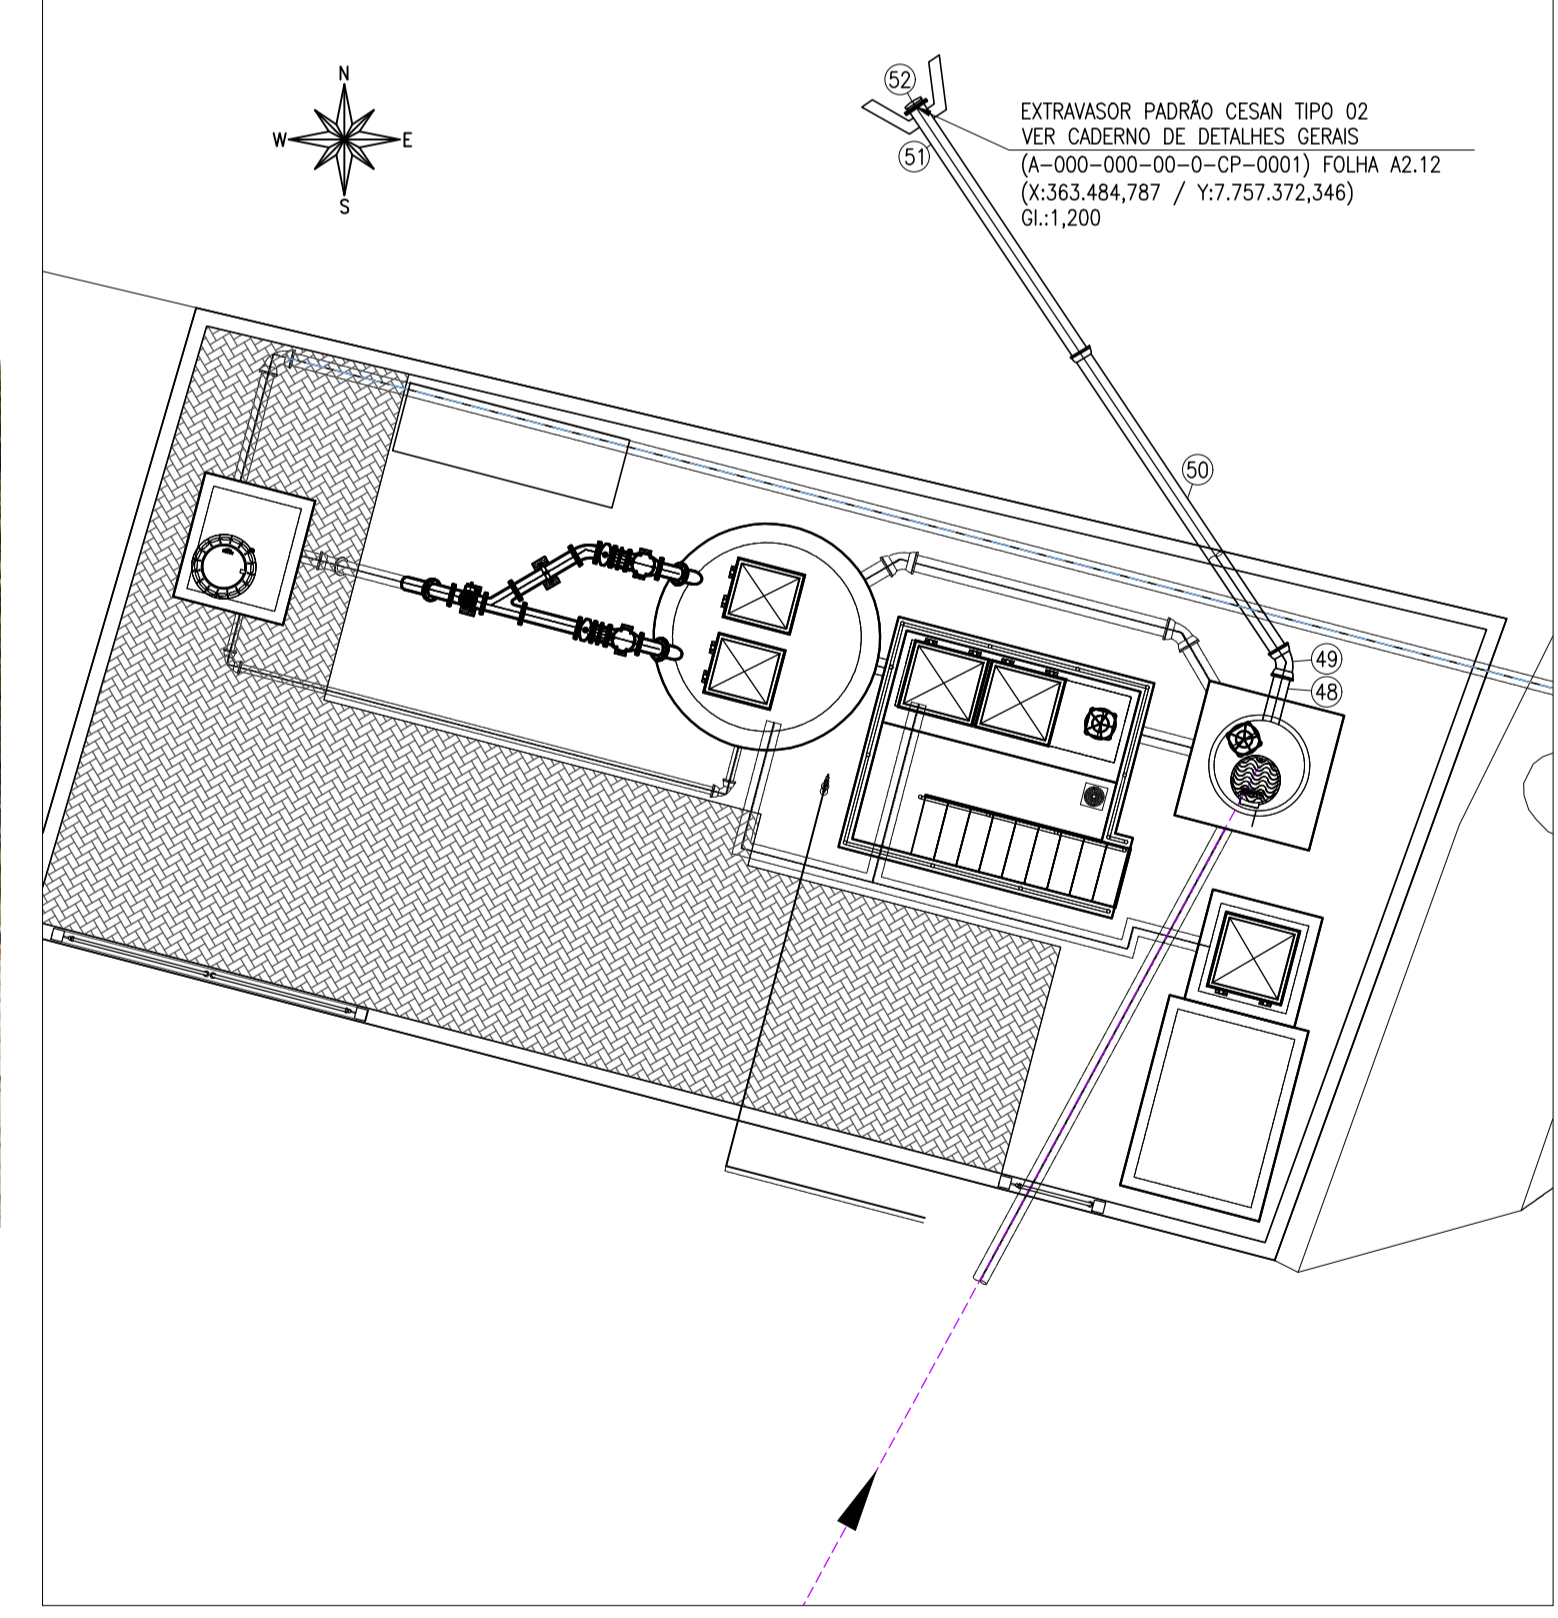 N
W
E
S
52
51
EXTRAVASOR PADRÃO CESAN TIPO 02
VER CADERNO DE DETALHES GERAIS
(A-000-000-00-0-CP-0001) FOLHA A2.12
(X:363.484,787 / Y:7.757.372,346)
GI.:1,200
50
49
48